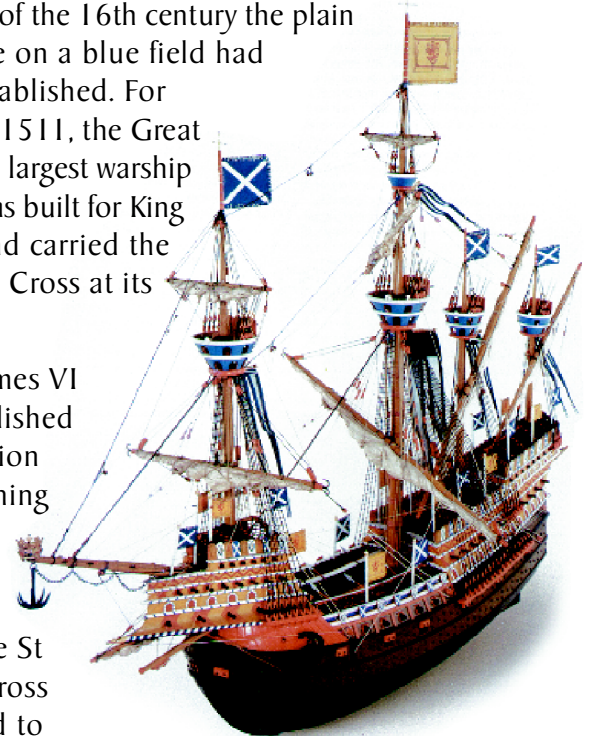 of the 16th century the plain
on a blue field had
ablished. For
1511, the Great
largest warship
built for King
carried the
Cross at its
mes VI
lished
ion
ning
St
ross
to